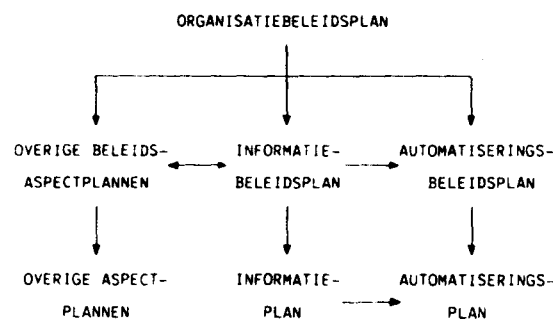 ORGANISATIEBELEIDSPLAN
OVERIGE BELEIDS-
ASPECTPLANNEN
INFORMATIE-
BELEIDSPLAN
AUTOMATISERINGS-
BELEIDSPLAN
OVERIGE ASPECT-
PLANNEN
INFORMATIE-
PLAN
AUTOMATISERINGS-
PLAN